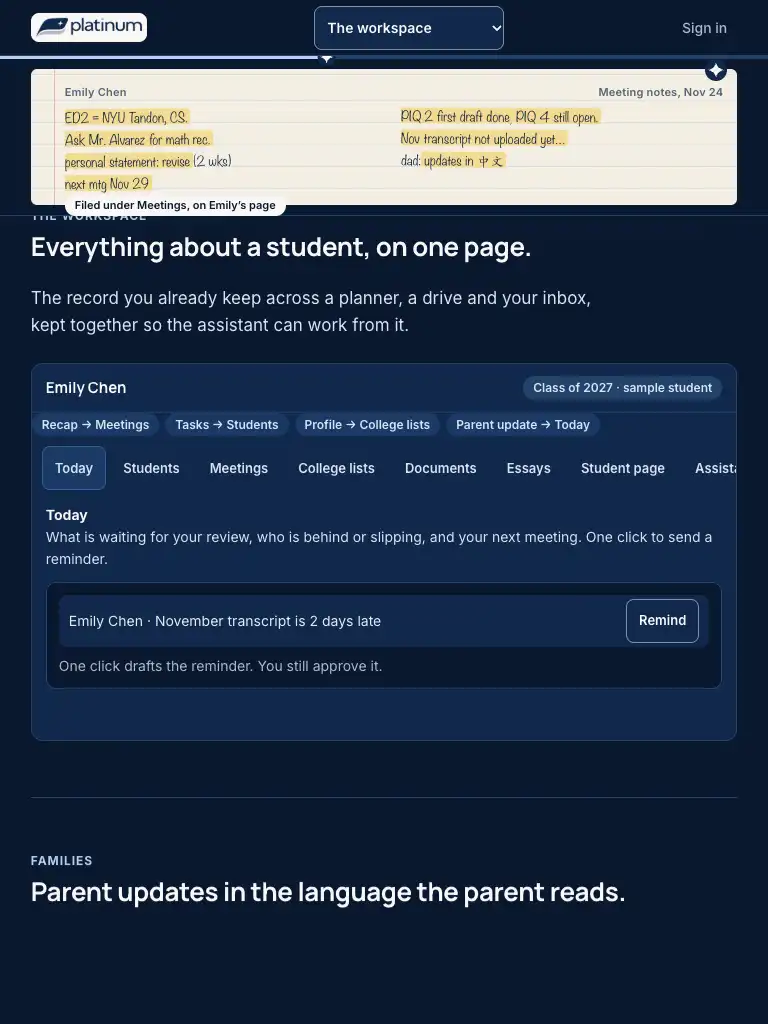 platinum
The workspace
Sign in
Emily Chen
Meeting notes, Nov 24
ED2 = NYU Tandon, CS.
Ask Mr. Alvarez for math rec.
personal statement: revise (2 wks)
next mtg Nov 29
PIQ 2 first draft done, PIQ 4 still open.
Nov transcript not uploaded yet...
dad: updates in 中文
Filed under Meetings, on Emily's page
THE WORKSPACE
Everything about a student, on one page.
The record you already keep across a planner, a drive and your inbox,
kept together so the assistant can work from it.
Emily Chen
Class of 2027 · sample student
Recap → Meetings
Tasks → Students
Profile → College lists
Parent update → Today
Today
Students
Meetings
College lists
Documents
Essays
Student page
Assista
Today
What is waiting for your review, who is behind or slipping, and your next meeting. One click to send a
reminder.
Emily Chen · November transcript is 2 days late
Remind
One click drafts the reminder. You still approve it.
FAMILIES
Parent updates in the language the parent reads.